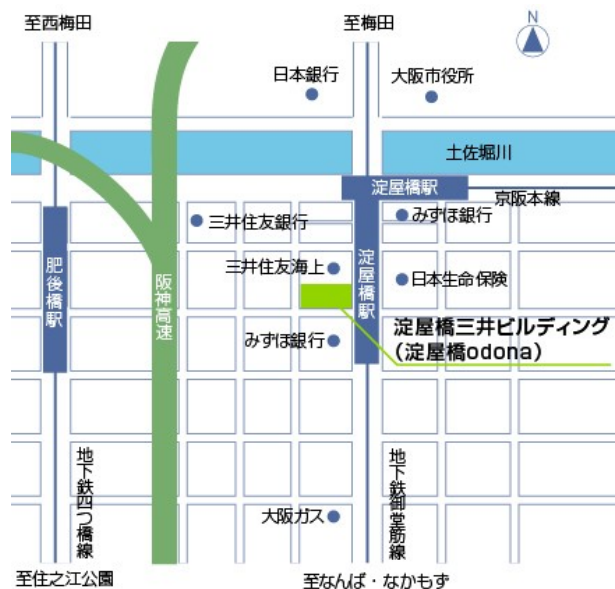 至西梅田
至梅田
N
日本銀行
大阪市役所
土佐堀川
淀屋橋駅
京阪本線
三井住友銀行
みずほ銀行
肥後橋駅
阪神高速
三井住友海上
淀屋橋駅
日本生命保険
淀屋橋三井ビルディング
(淀屋橋odona)
みずほ銀行
地下鉄四つ橋線
地下鉄御堂筋線
大阪ガス
至住之江公園
至なんば・なかもず